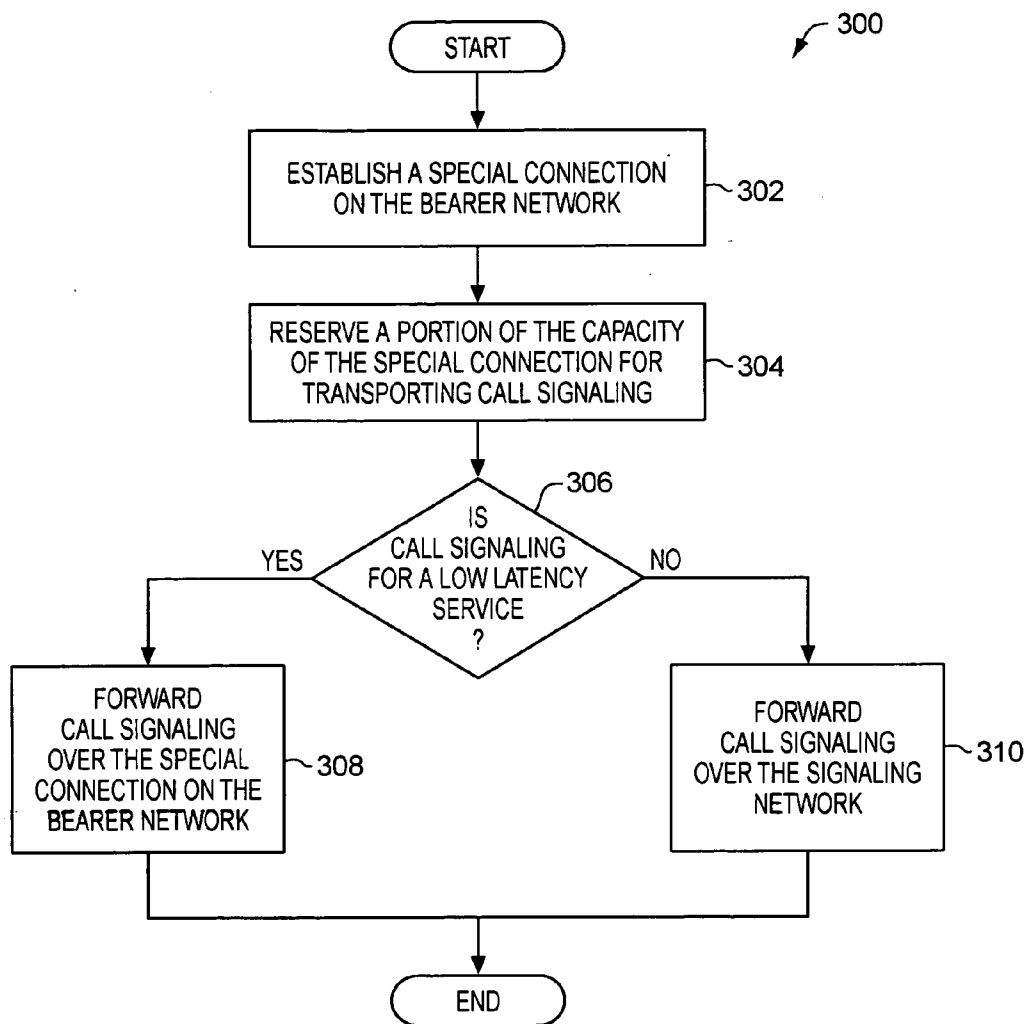 START
300
ESTABLISH A SPECIAL CONNECTION
ON THE BEARER NETWORK
302
RESERVE A PORTION OF THE CAPACITY
OF THE SPECIAL CONNECTION FOR
TRANSPORTING CALL SIGNALING
304
306
IS
CALL SIGNALING
FOR A LOW LATENCY
SERVICE
?
YES
NO
FORWARD
CALL SIGNALING
OVER THE SPECIAL
CONNECTION ON THE
BEARER NETWORK
308
FORWARD
CALL SIGNALING
OVER THE SIGNALING
NETWORK
310
END